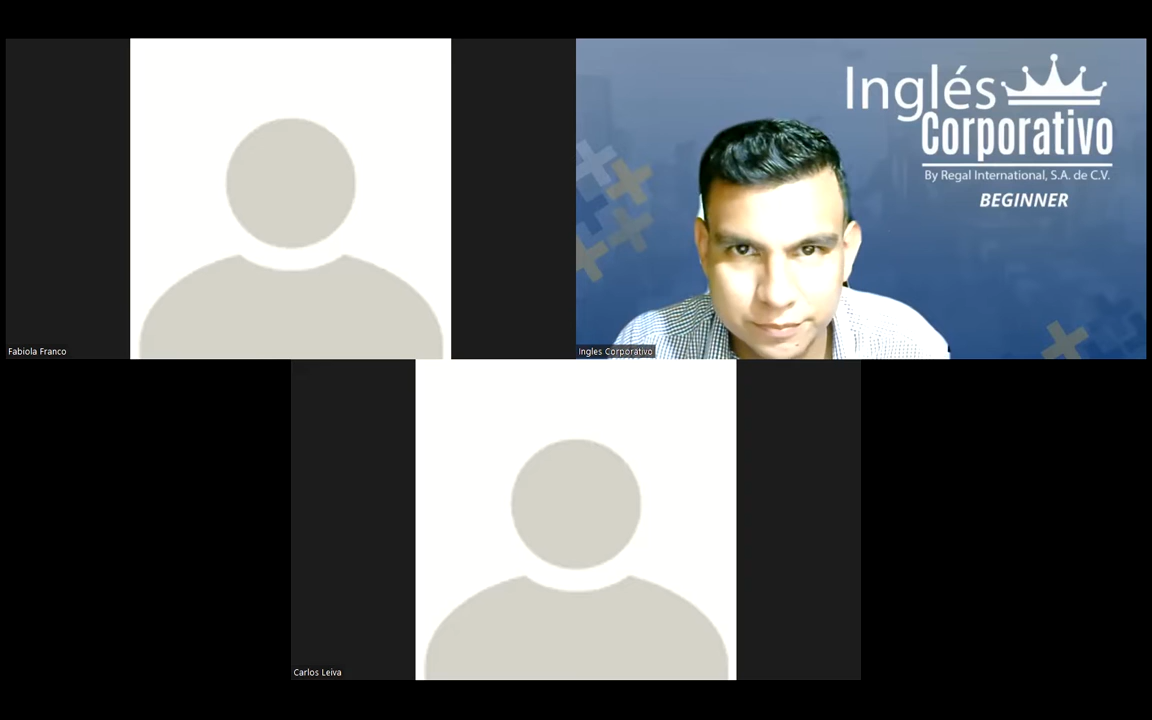 Inglés
Corporativo
By Regal International, S.A. de C.V.
BEGINNER
Fabiola Franco
Ingles Corporativo
Carlos Leiva